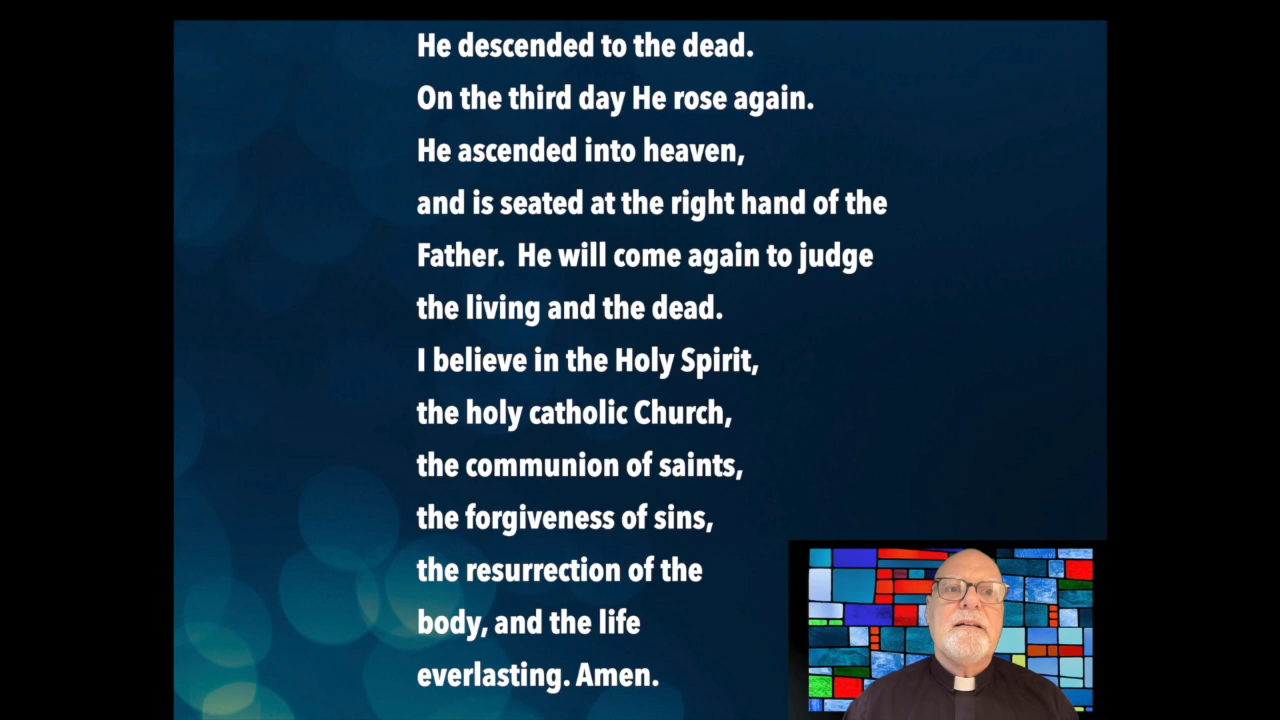 He descended to the dead.
On the third day He rose again.
He ascended into heaven,
and is seated at the right hand of the
Father.  He will come again to judge
the living and the dead.
I believe in the Holy Spirit,
the holy catholic Church,
the communion of saints,
the forgiveness of sins,
the resurrection of the
body, and the life
everlasting. Amen.